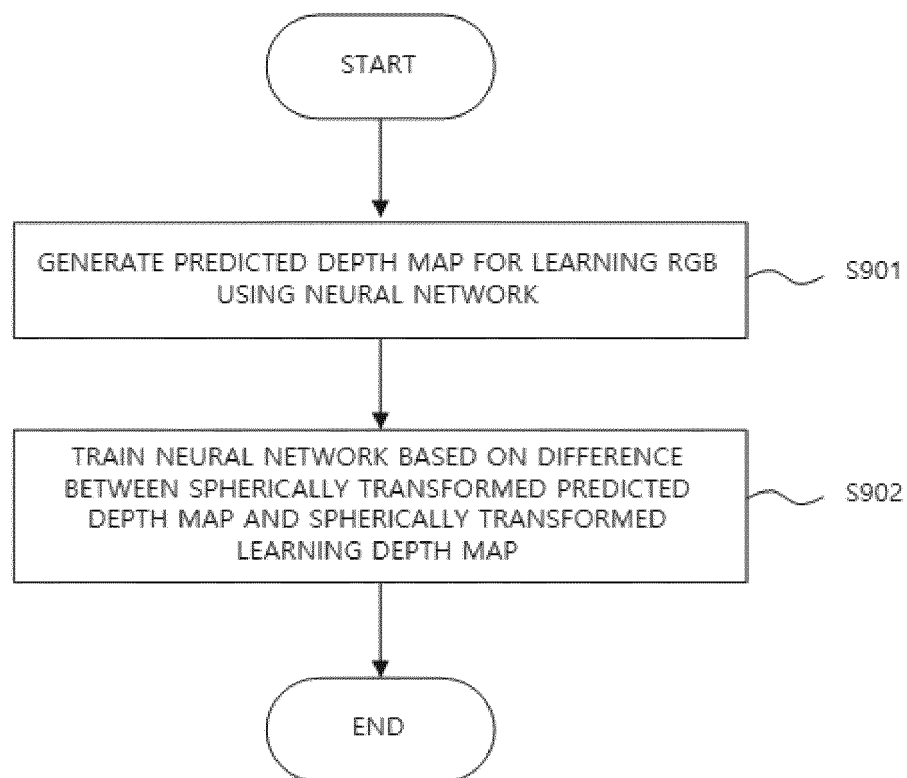 START
GENERATE PREDICTED DEPTH MAP FOR LEARNING RGB
USING NEURAL NETWORK
S901
TRAIN NEURAL NETWORK BASED ON DIFFERENCE
BETWEEN SPHERICALLY TRANSFORMED PREDICTED
DEPTH MAP AND SPHERICALLY TRANSFORMED
LEARNING DEPTH MAP
S902
END